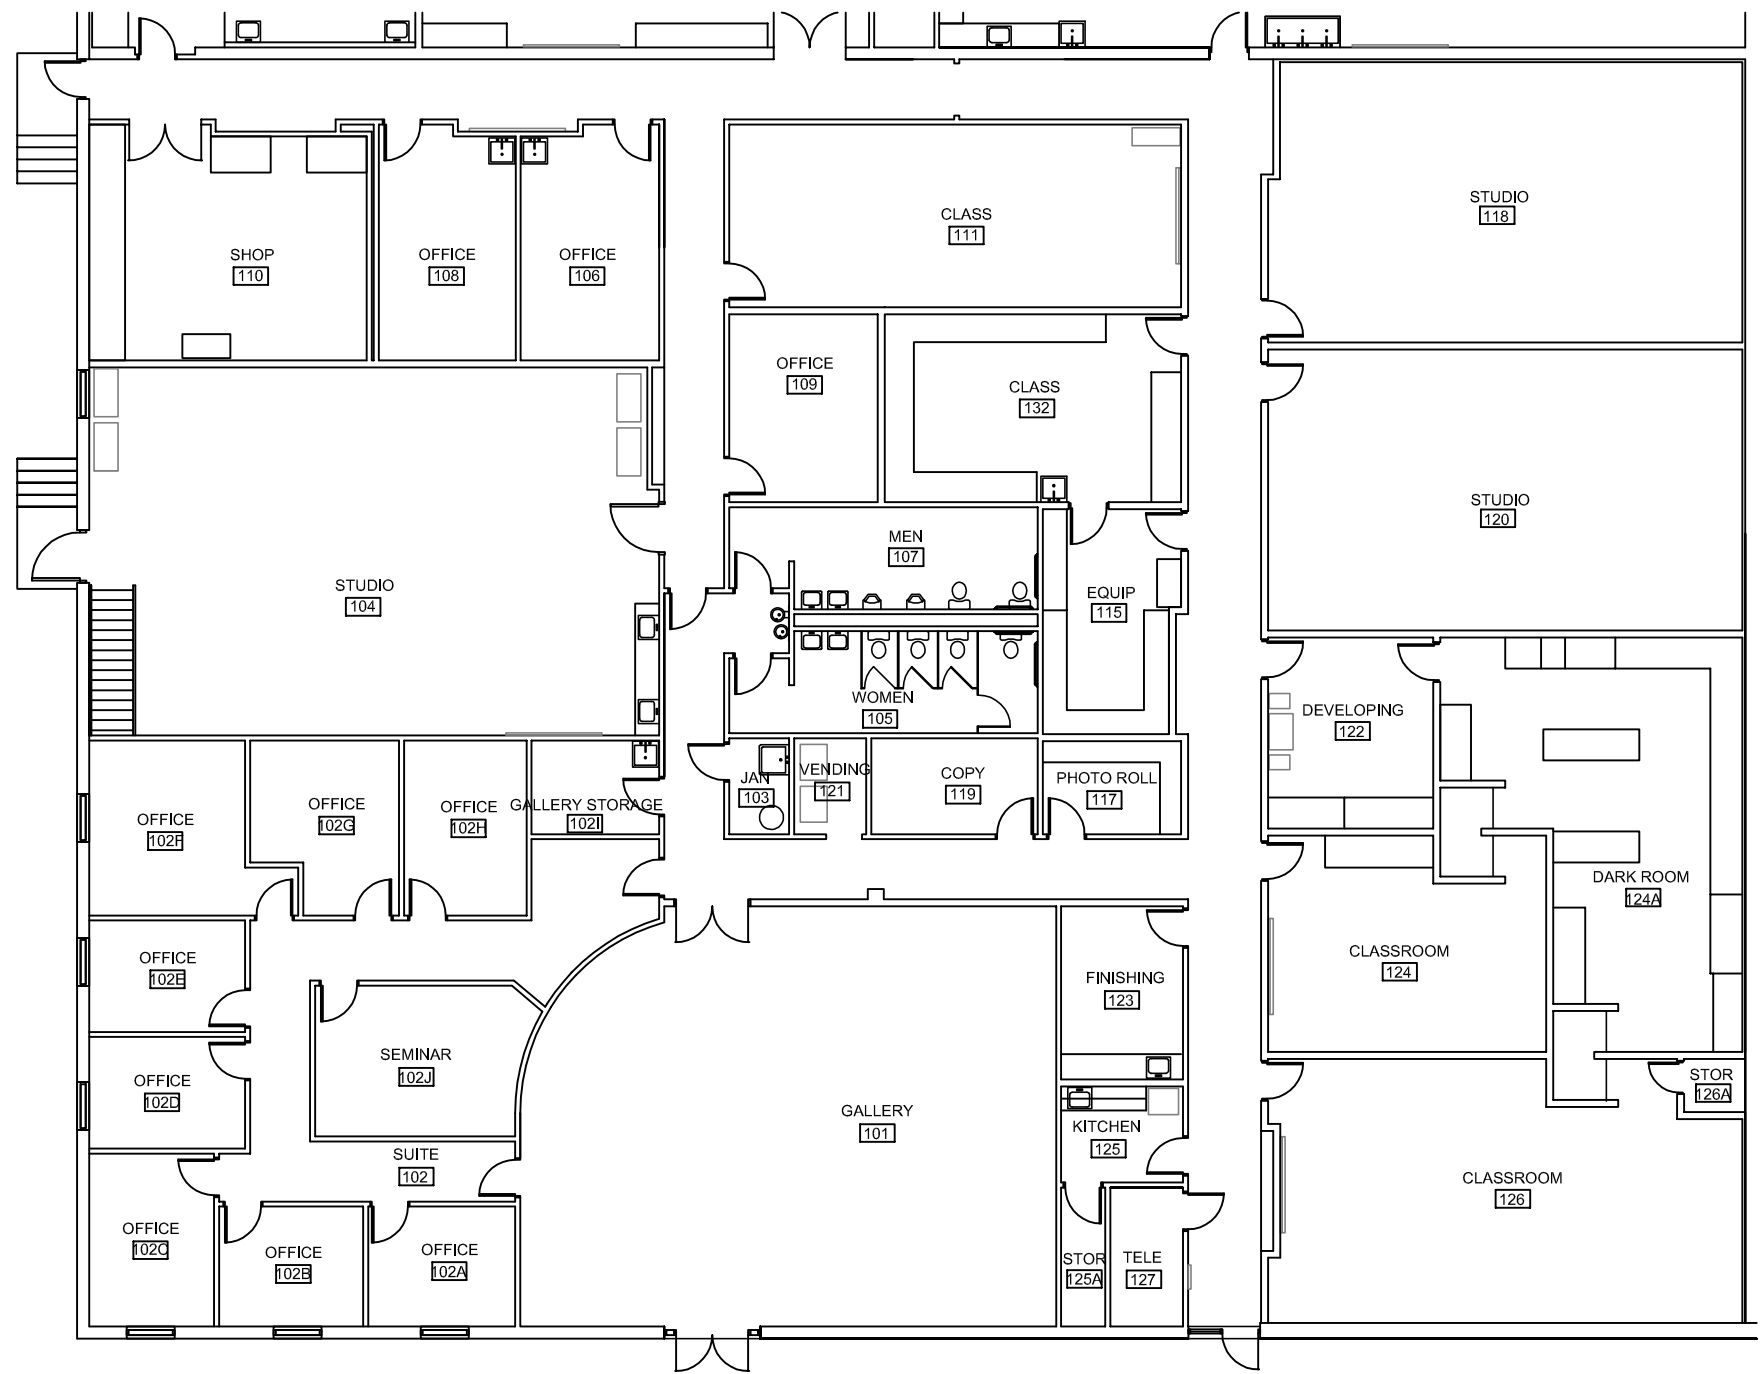 STUDIO
118
CLASS
111
SHOP
110
OFFICE
108
OFFICE
106
OFFICE
109
CLASS
132
STUDIO
120
MEN
107
STUDIO
104
EQUIP
115
WOMEN
105
DEVELOPING
122
JAN
103
VENDING
121
COPY
119
PHOTO ROLL
117
OFFICE
102F
OFFICE
102G
OFFICE
102H
GALLERY STORAGE
102I
DARK ROOM
124A
CLASSROOM
124
OFFICE
102E
FINISHING
123
SEMINAR
102J
OFFICE
102D
STOR
126A
GALLERY
101
KITCHEN
125
SUITE
102
CLASSROOM
126
OFFICE
102C
OFFICE
102B
OFFICE
102A
STOR
125A
TELE
127